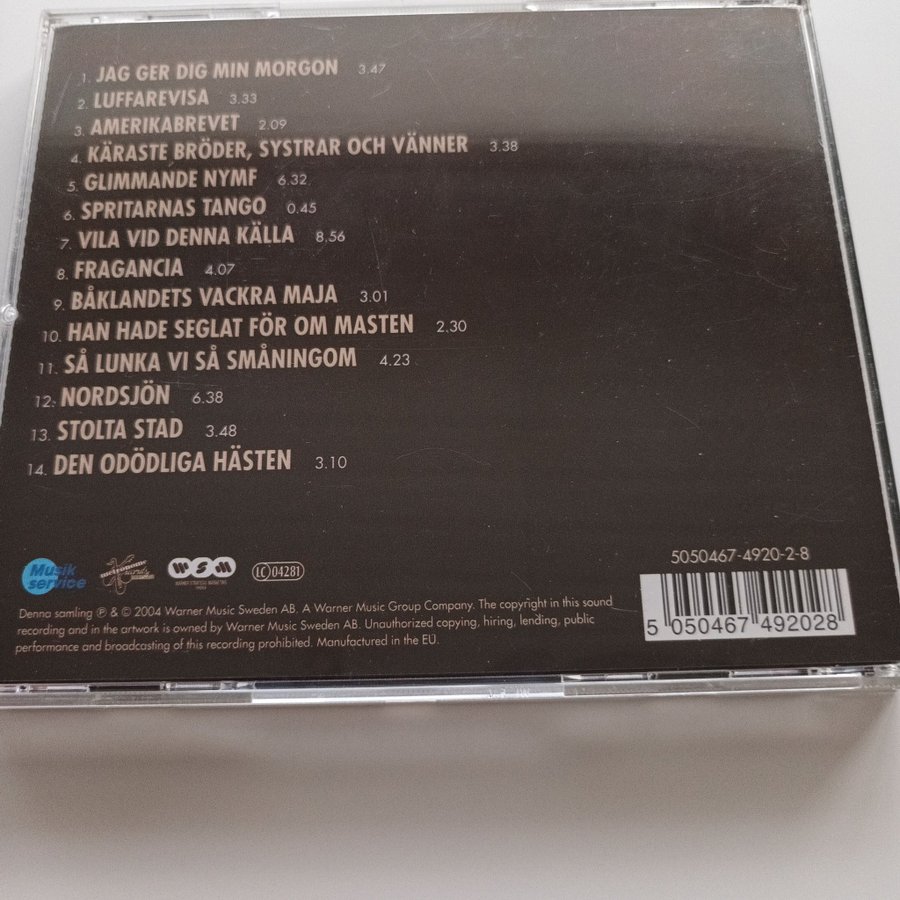 1. JAG GER DIG MIN MORGON 3.47
2. LUFFAREVISA 3.33
3. AMERIKABREVET 2.09
4. KÄRASTE BRÖDER, SYSTRAR OCH VÄNNER 3.38
5. GLIMMANDE NYMF 6.32
6. SPRITARNAS TANGO 0.45
7. VILA VID DENNA KÄLLA 8.56
8. FRAGANCIA 4.07
9. BÅKLANDETS VACKRA MAJA 3.01
10. HAN HADE SEGLAT FÖR OM MASTEN 2.30
11. SÅ LUNKA VI SÅ SMÅNINGOM 4.23
12. NORDSJÖN 6.38
13. STOLTA STAD 3.48
14. DEN ODÖDLIGA HÄSTEN 3.10
5050467-4920-2-8
Musik
service
metronome
WSM
WARNER STRATEGIC MARKETING
LC 04281
Denna samling ℗ & © 2004 Warner Music Sweden AB. A Warner Music Group Company. The copyright in this sound
recording and in the artwork is owned by Warner Music Sweden AB. Unauthorized copying, hiring, lending, public
performance and broadcasting of this recording prohibited. Manufactured in the EU.
5 050467 492028